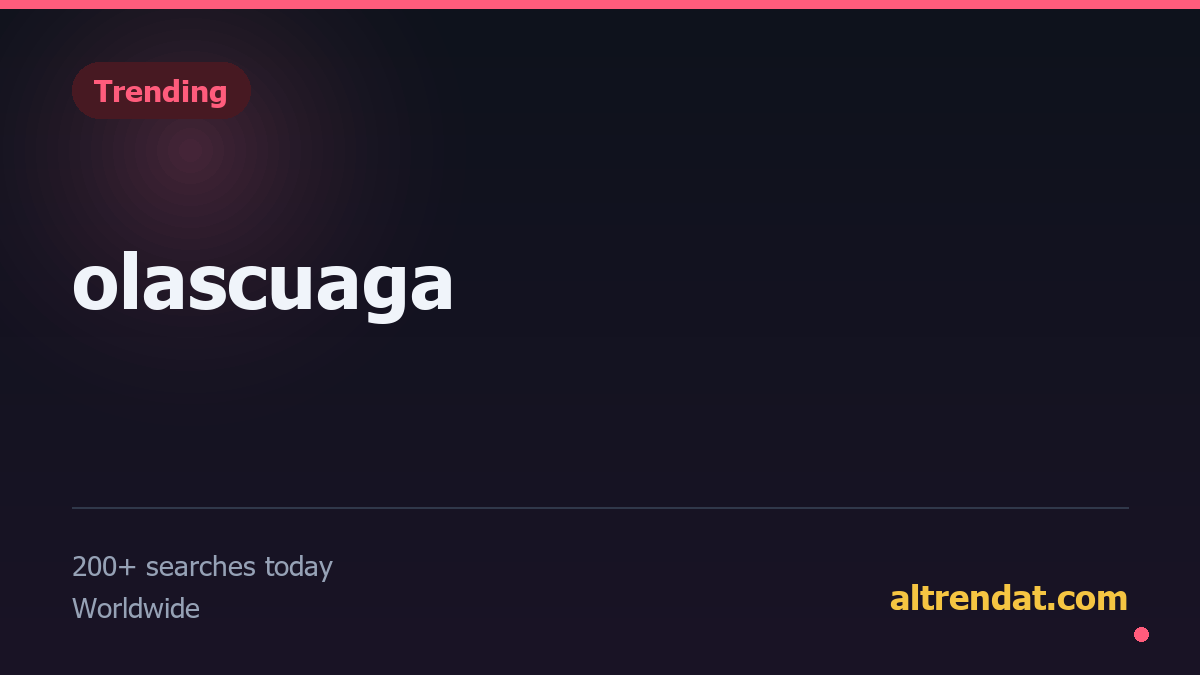 Trending
olascuaga
200+ searches today
Worldwide
altrendat.com